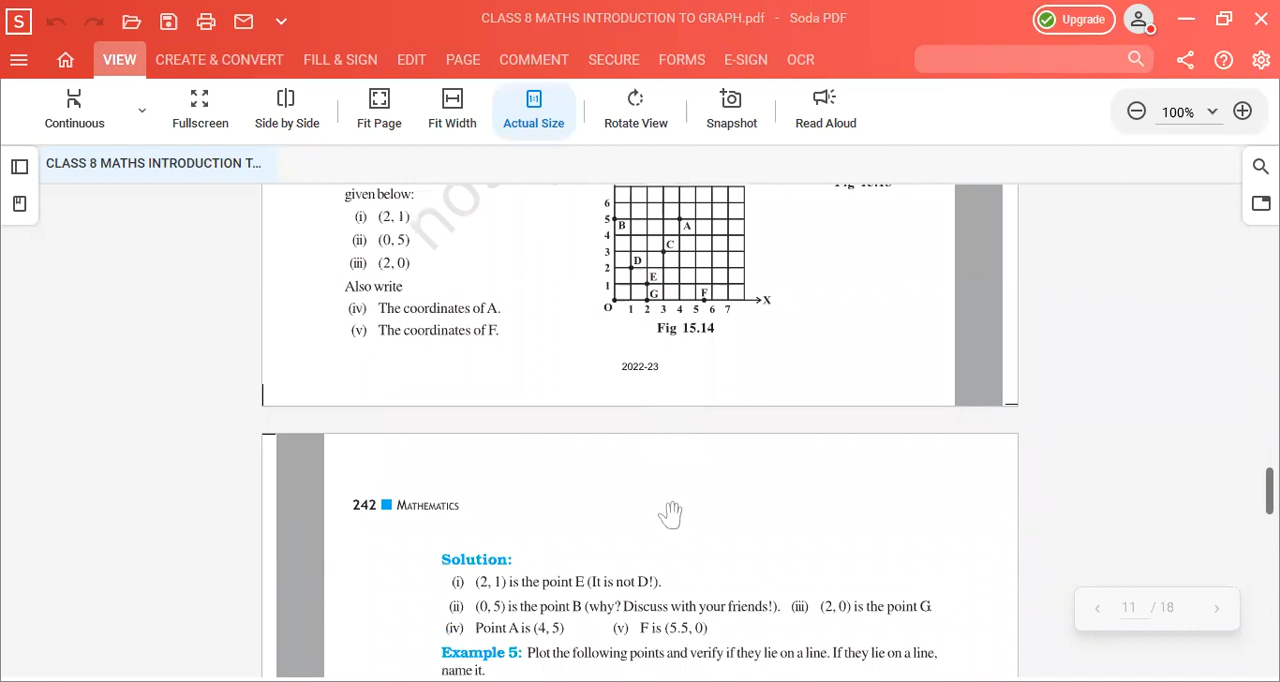 S
CLASS 8 MATHS INTRODUCTION TO GRAPH.pdf - Soda PDF
Upgrade
VIEW CREATE & CONVERT FILL & SIGN EDIT PAGE COMMENT SECURE FORMS E-SIGN OCR
Continuous Fullscreen Side by Side Fit Page Fit Width 1:1 Actual Size Rotate View Snapshot Read Aloud 100%
CLASS 8 MATHS INTRODUCTION T...
given below:
(i) (2, 1)
(ii) (0, 5)
(iii) (2, 0)
Also write
(iv) The coordinates of A.
(v) The coordinates of F.
6
5 B A
4 C
3 D
2 E
1 G F
O 1 2 3 4 5 6 7 X
Fig 15.14
2022-23
242 MATHEMATICS
Solution:
(i) (2, 1) is the point E (It is not D!).
(ii) (0, 5) is the point B (why? Discuss with your friends!). (iii) (2, 0) is the point G.
(iv) Point A is (4, 5) (v) F is (5.5, 0)
Example 5: Plot the following points and verify if they lie on a line. If they lie on a line,
name it.
11 / 18